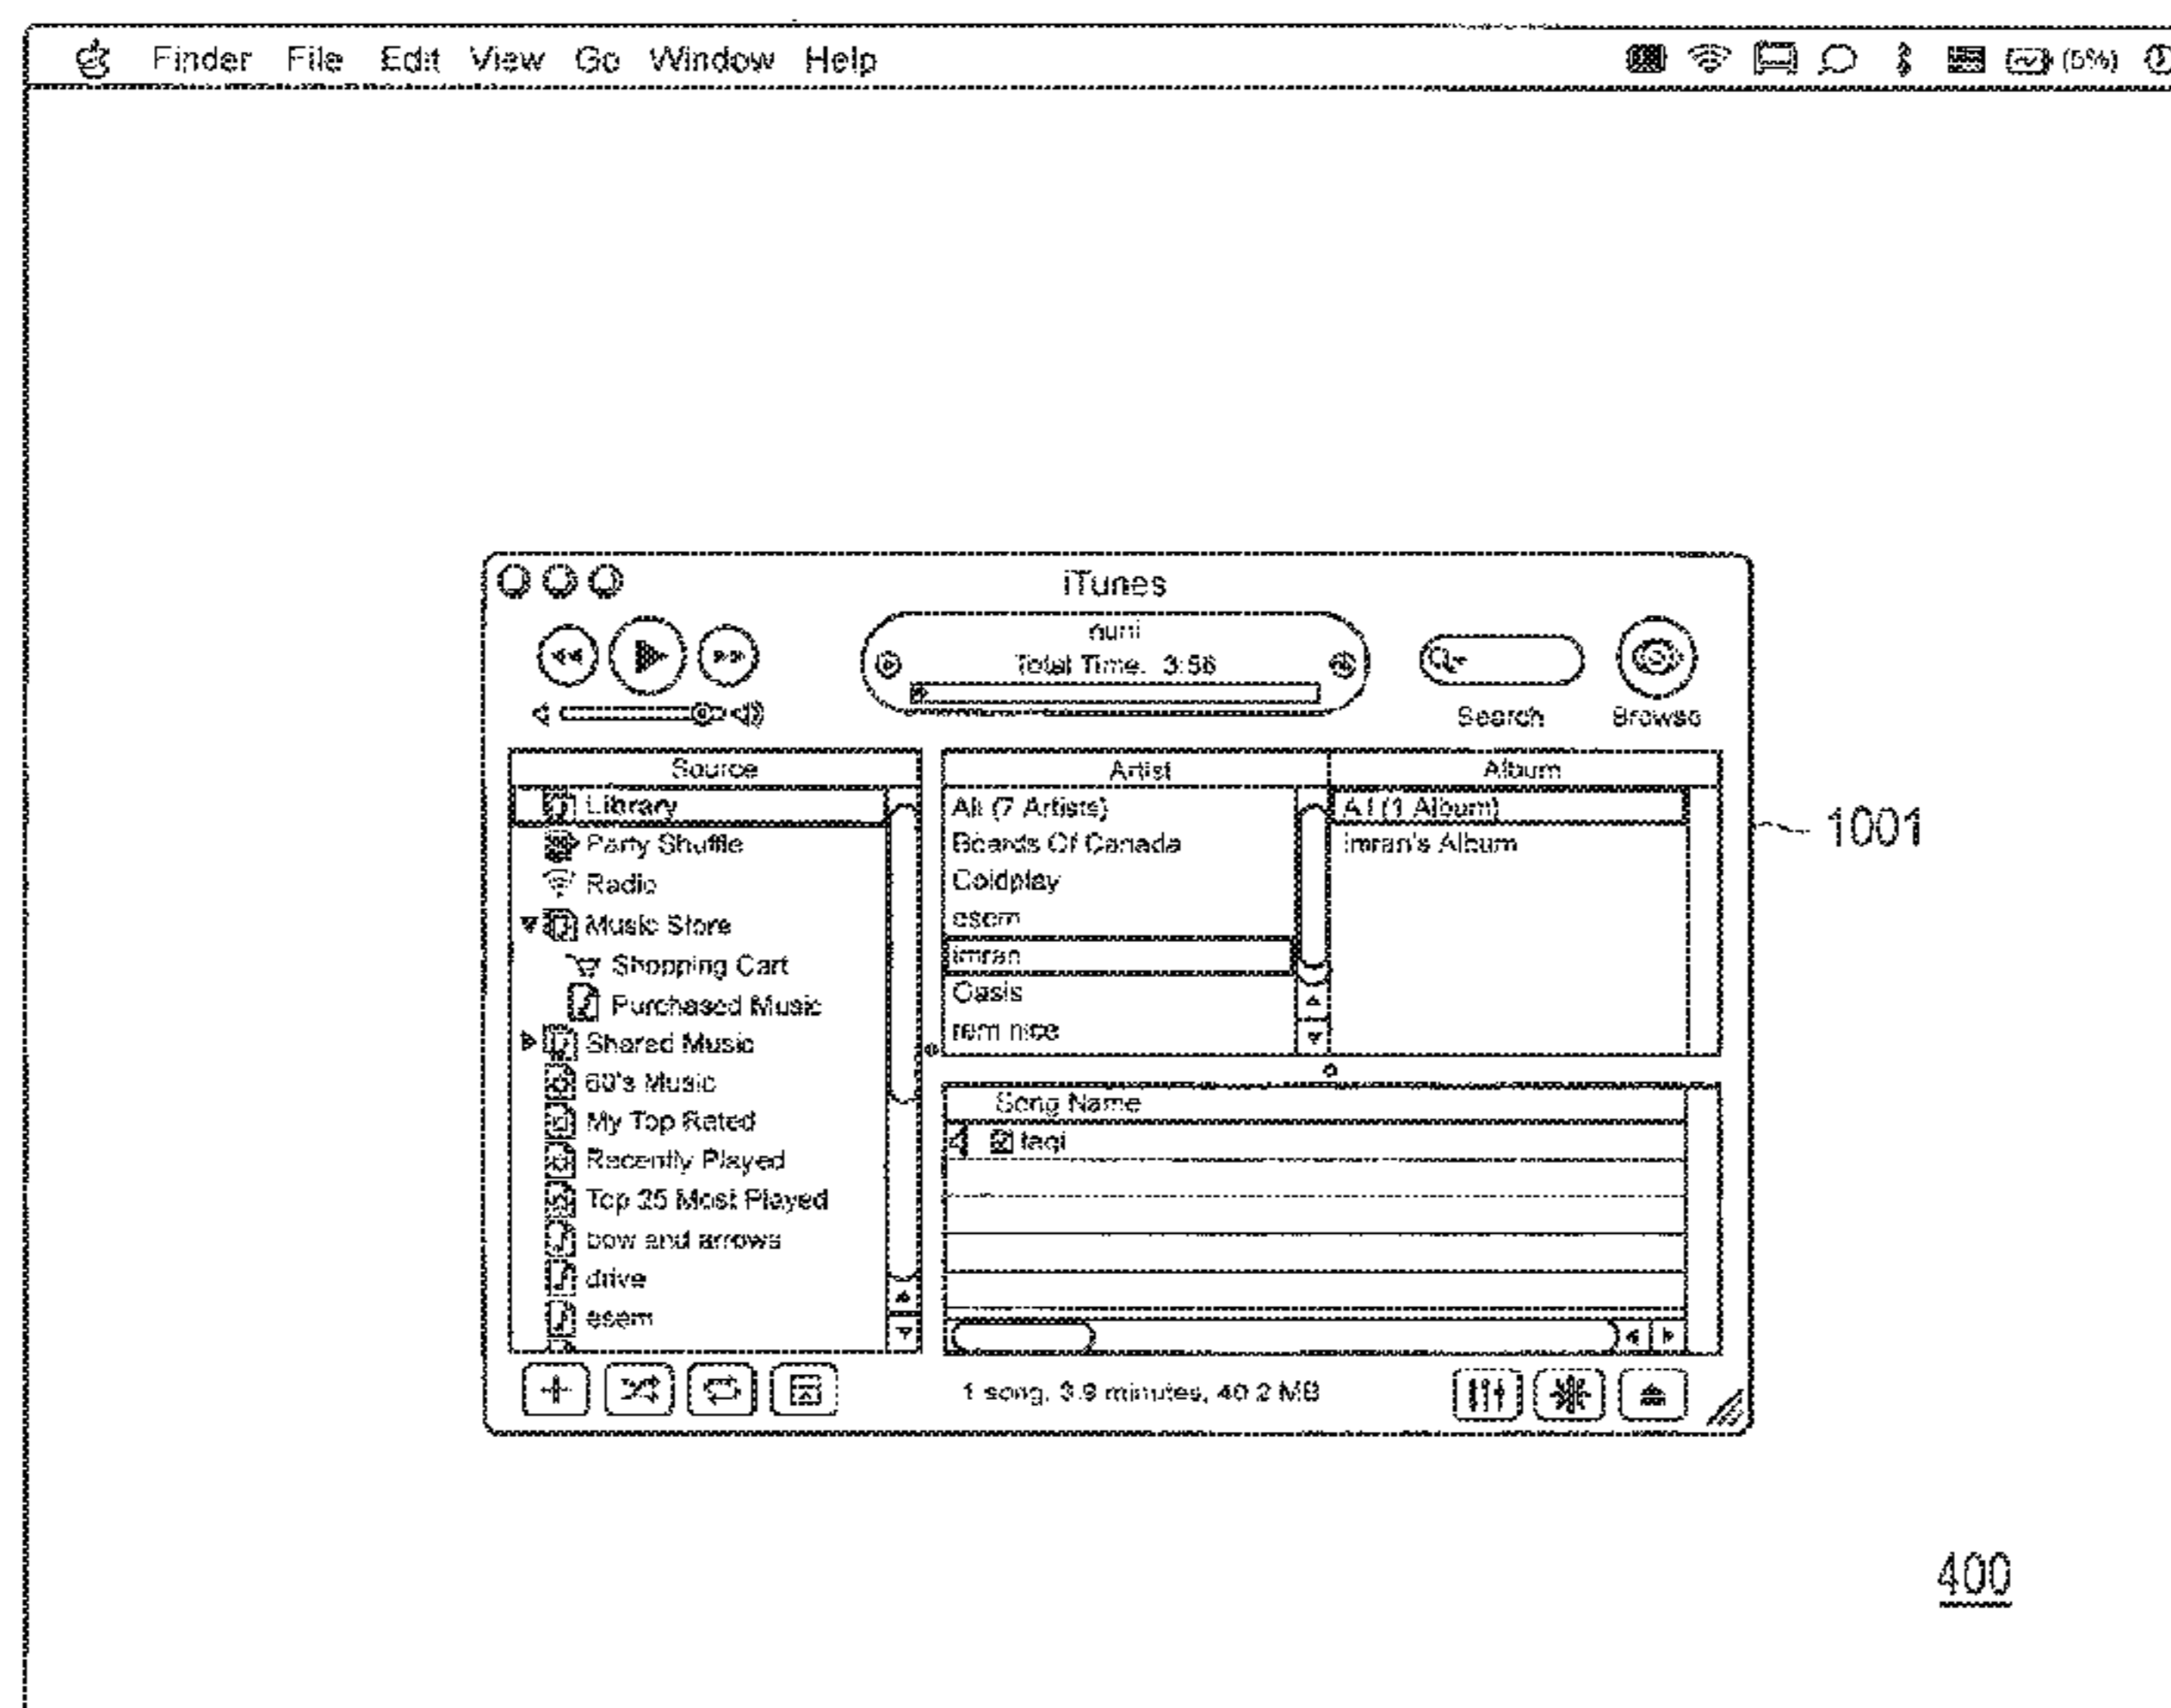 Finder File Edit View Go Window Help (5%)
iTunes
Total Time. 3:56
Search Browse
Source
Library
Party Shuffle
Radio
Music Store
Shopping Cart
Purchased Music
Shared Music
60's Music
My Top Rated
Recently Played
Top 25 Most Played
bow and arrows
drive
esem
Artist
All (7 Artists)
Boards Of Canada
Coldplay
esem
imran
Oasis
rem nice
Album
All (1 Album)
imran's Album
Song Name
1 song, 3.9 minutes, 40.2 MB
1001
400